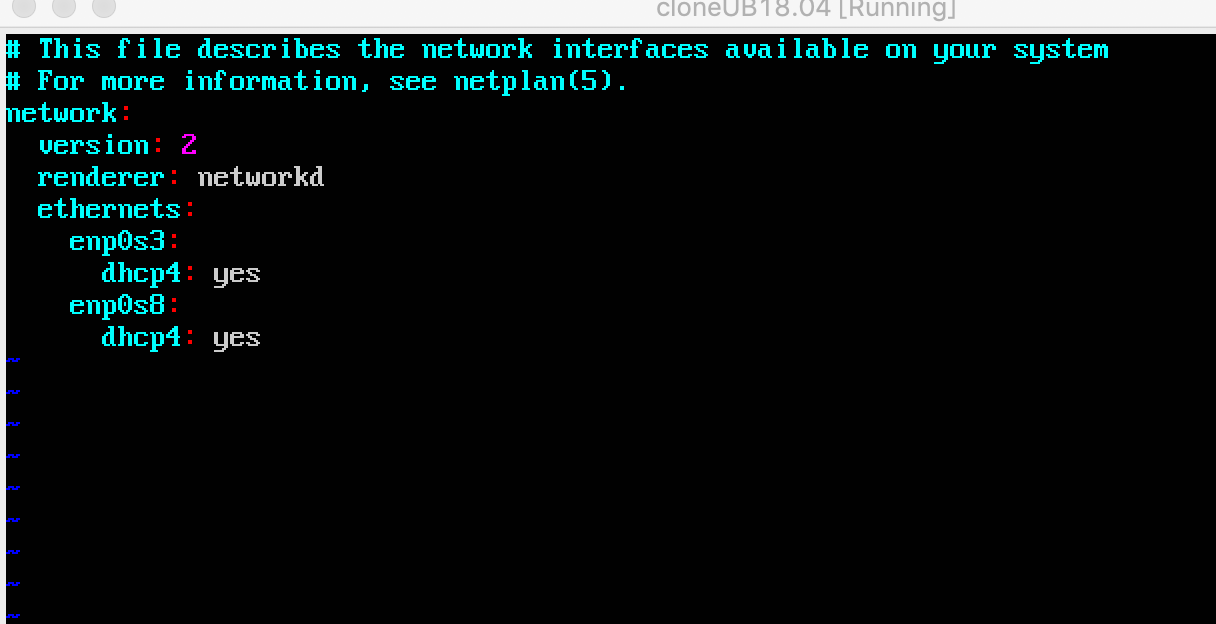 cloneUB18.04 [Running]
# This file describes the network interfaces available on your system
# For more information, see netplan(5).
network:
  version: 2
  renderer: networkd
  ethernets:
    enp0s3:
      dhcp4: yes
    enp0s8:
      dhcp4: yes
~
~
~
~
~
~
~
~
~